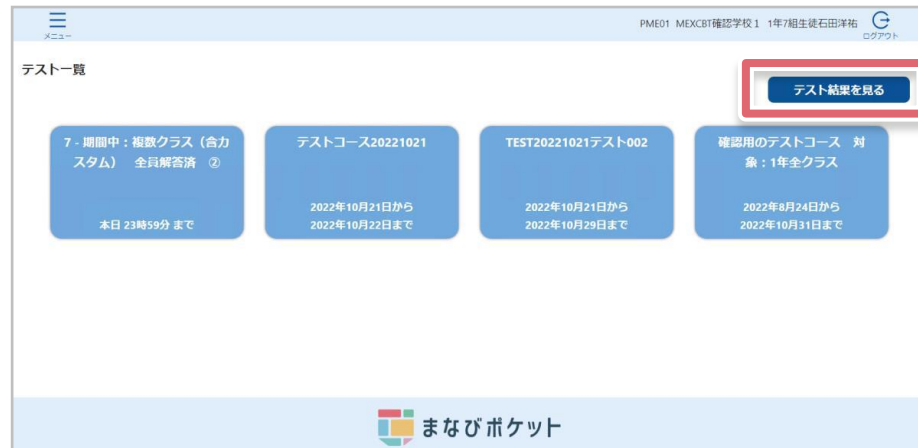 メニュー
PME01 MEXCBT確認学校1 1年7組生徒石田洋祐
ログアウト
テスト一覧
テスト結果を見る
7 - 期間中：複数クラス（含カ
スタム） 全員解答済 ②
本日 23時59分 まで
テストコース20221021
2022年10月21日から
2022年10月22日まで
TEST20221021テスト002
2022年10月21日から
2022年10月29日まで
確認用のテストコース 対
象：1年全クラス
2022年8月24日から
2022年10月31日まで
まなびポケット